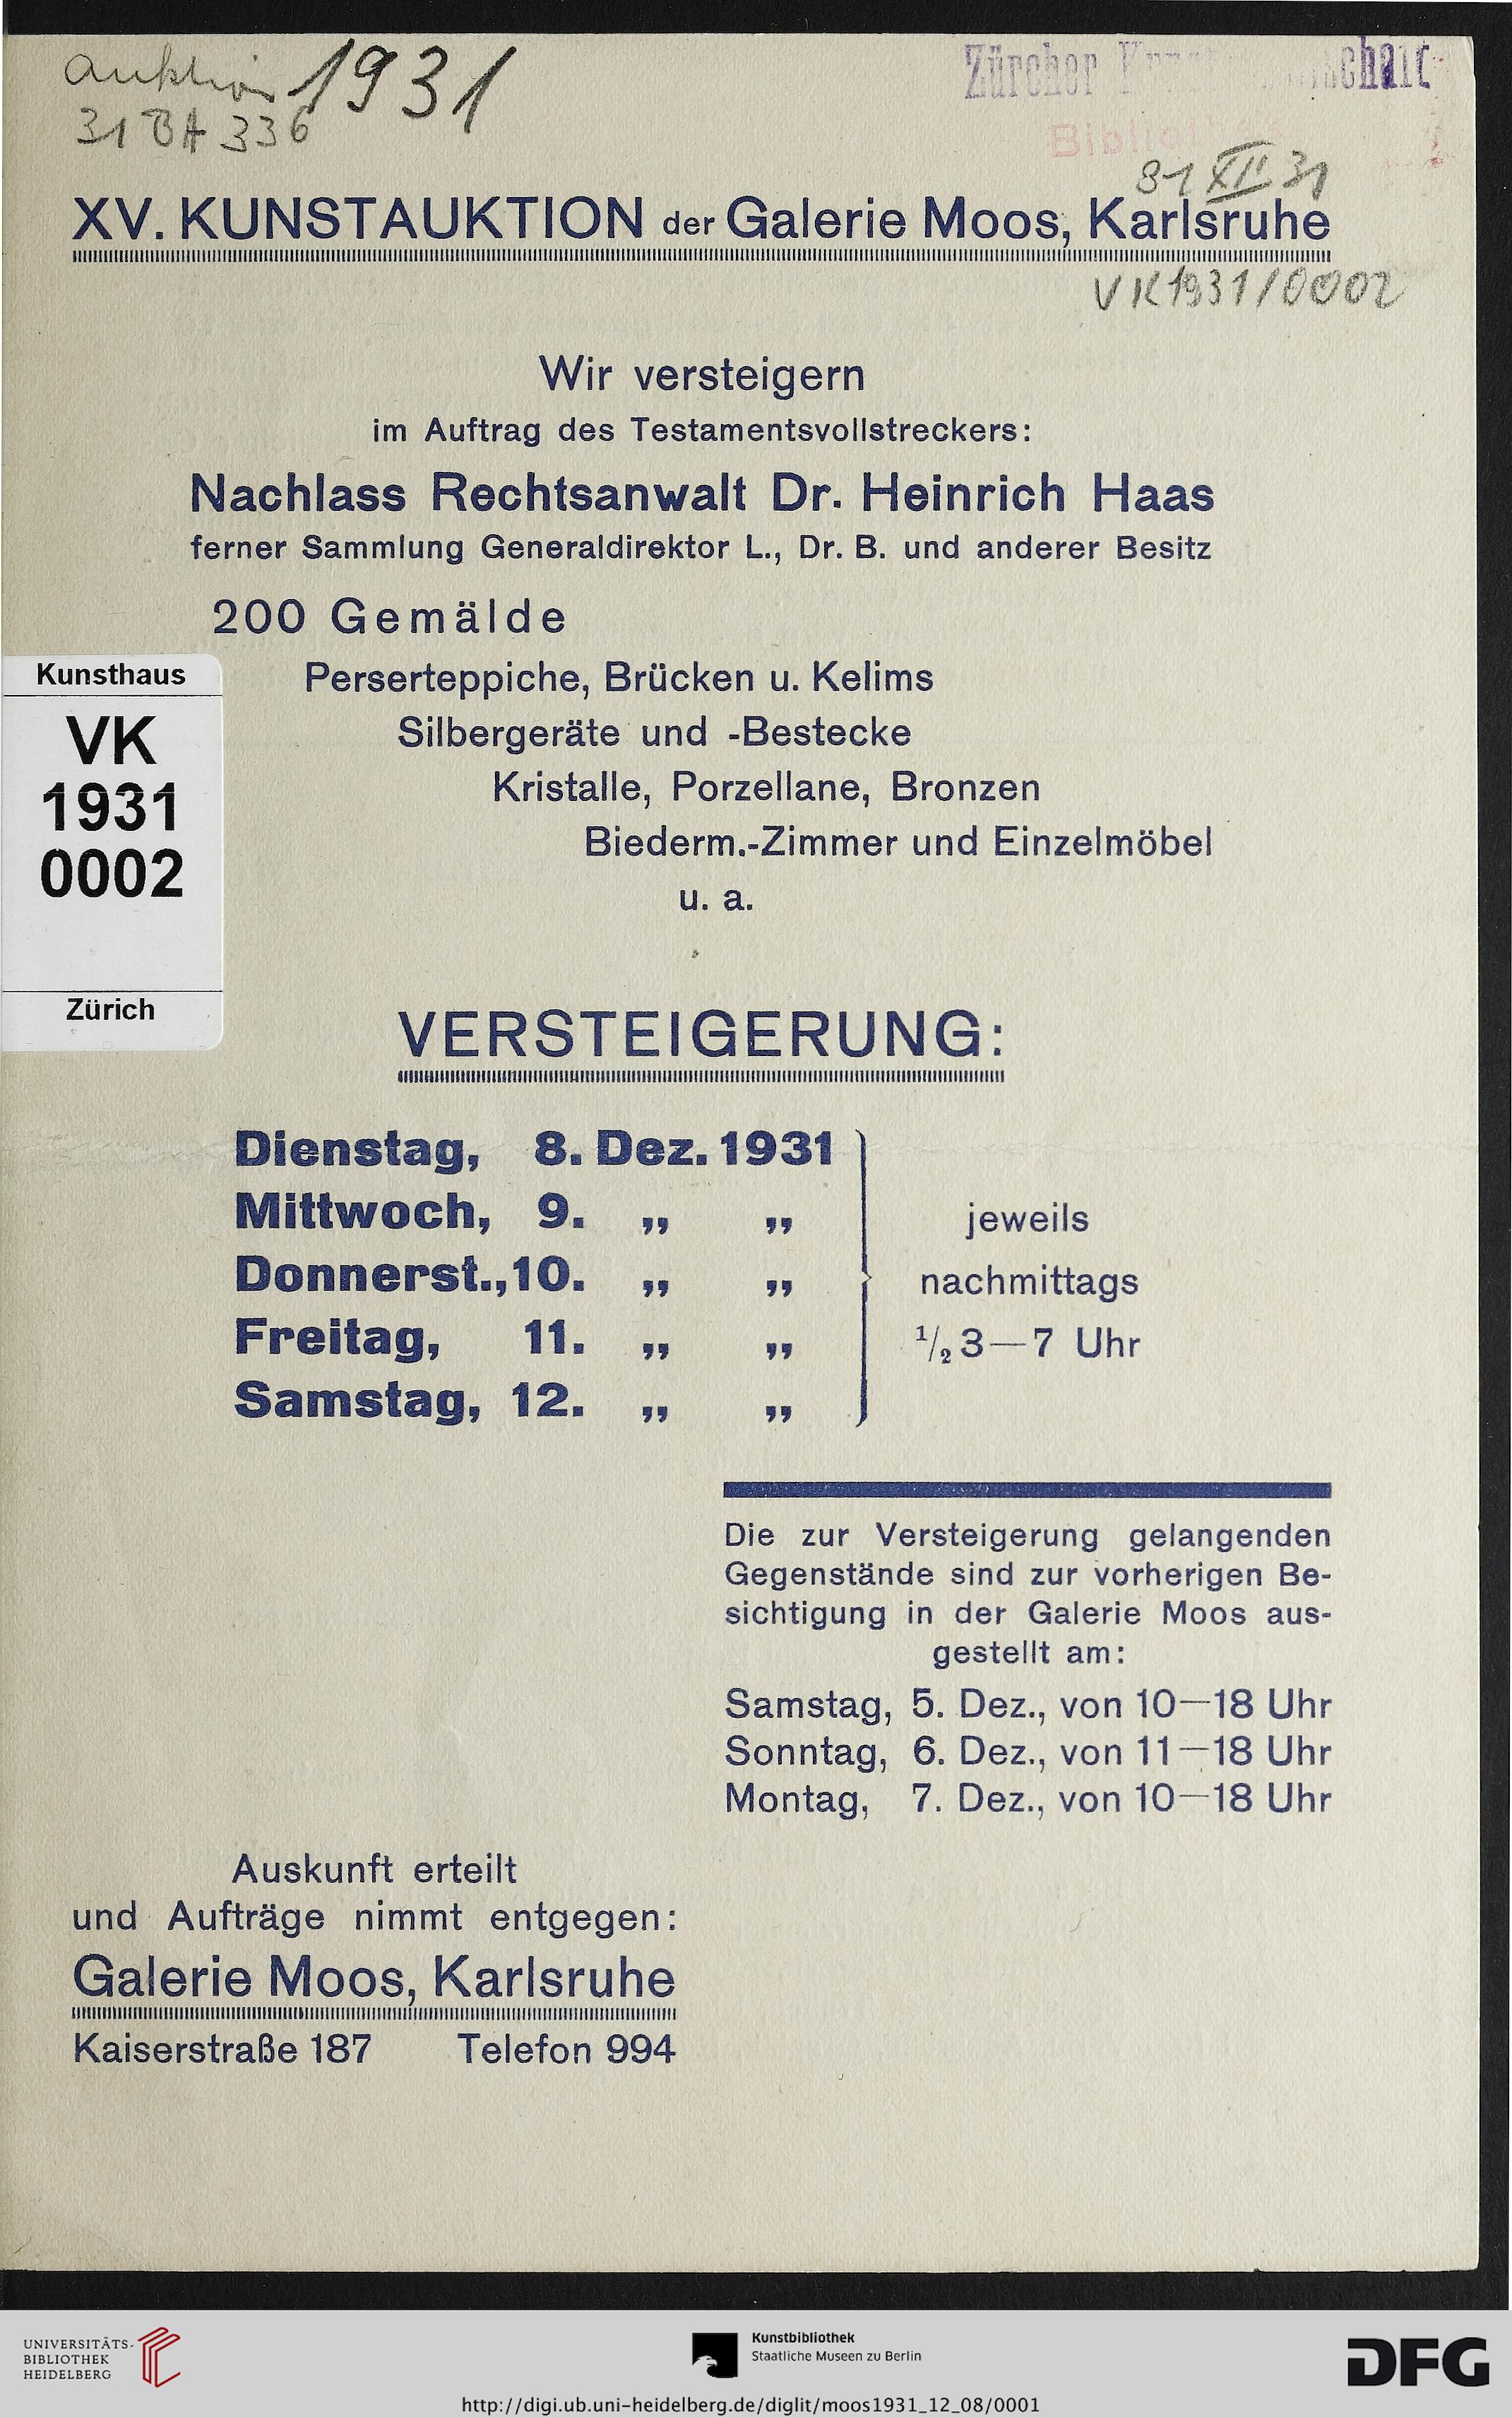 Auktion 1931
31 BA 336
Zürcher
31 XII 31
XV. KUNSTAUKTION der Galerie Moos, Karlsruhe
VK 1931/0002
Wir versteigern
im Auftrag des Testamentsvollstreckers:
Nachlass Rechtsanwalt Dr. Heinrich Haas
ferner Sammlung Generaldirektor L., Dr. B. und anderer Besitz
200 Gemälde
Perserteppiche, Brücken u. Kelims
Silbergeräte und -Bestecke
Kristalle, Porzellane, Bronzen
Biederm.-Zimmer und Einzelmöbel
u. a.
Kunsthaus
VK
1931
0002
Zürich
VERSTEIGERUNG:
Dienstag, 8. Dez. 1931
Mittwoch, 9. „ „ jeweils
Donnerst., 10. „ „ nachmittags
Freitag, 11. „ „ 1/2 3—7 Uhr
Samstag, 12. „ „
Die zur Versteigerung gelangenden
Gegenstände sind zur vorherigen Be-
sichtigung in der Galerie Moos aus-
gestellt am:
Samstag, 5. Dez., von 10—18 Uhr
Sonntag, 6. Dez., von 11—18 Uhr
Montag, 7. Dez., von 10—18 Uhr
Auskunft erteilt
und Aufträge nimmt entgegen:
Galerie Moos, Karlsruhe
Kaiserstraße 187 Telefon 994
UNIVERSITÄTS-
BIBLIOTHEK
HEIDELBERG
Kunstbibliothek
Staatliche Museen zu Berlin
DFG
http://digi.ub.uni-heidelberg.de/diglit/moos1931_12_08/0001